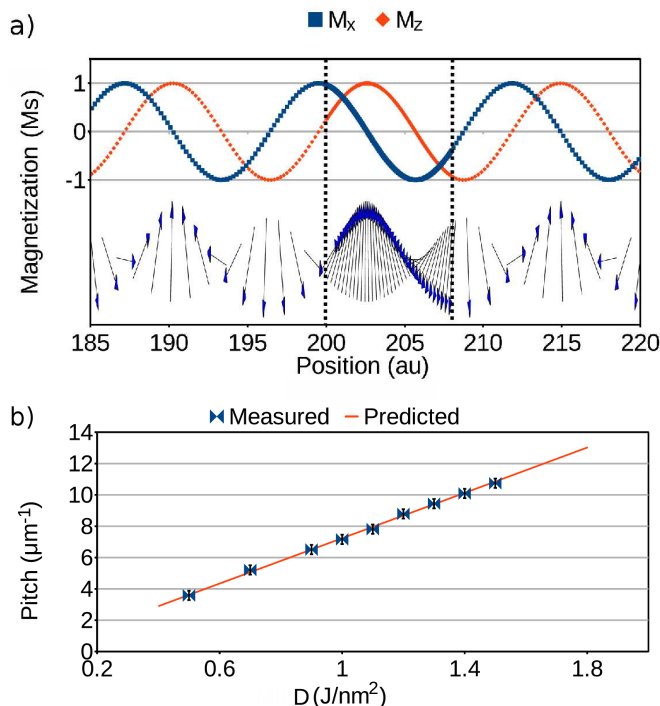 a)
Mx Mz
Magnetization (Ms)
1
0
-1
185 190 195 200 205 210 215 220
Position (au)
b)
Measured Predicted
Pitch (µm⁻¹)
14
12
10
8
6
4
2
0
0.2 0.6 1 1.4 1.8
D (J/nm²)